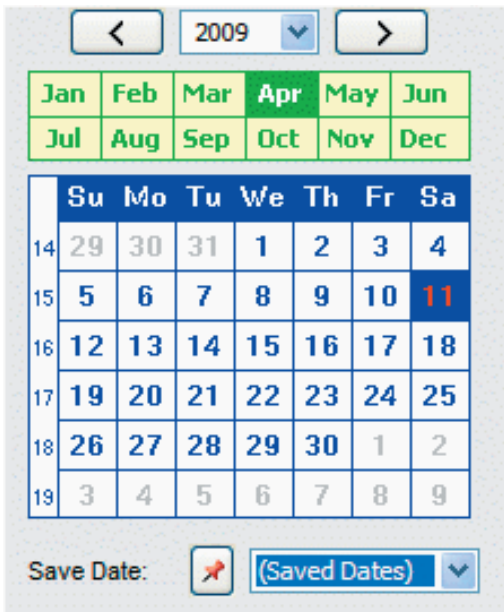 < 2009 >
Jan Feb Mar Apr May Jun
Jul Aug Sep Oct Nov Dec
Su Mo Tu We Th Fr Sa
14 29 30 31 1 2 3 4
15 5 6 7 8 9 10 11
16 12 13 14 15 16 17 18
17 19 20 21 22 23 24 25
18 26 27 28 29 30 1 2
19 3 4 5 6 7 8 9
Save Date: (Saved Dates)